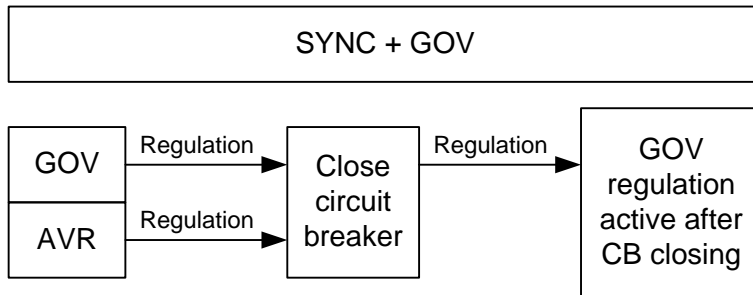 SYNC + GOV
GOV
Regulation
AVR
Regulation
Close
circuit
breaker
Regulation
GOV
regulation
active after
CB closing